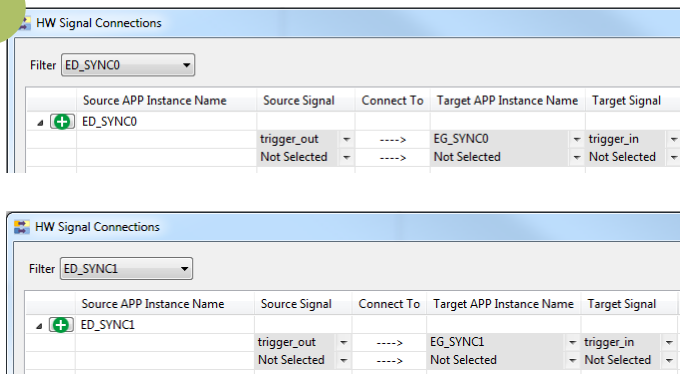 HW Signal Connections
Filter ED_SYNC0
Source APP Instance Name Source Signal Connect To Target APP Instance Name Target Signal
ED_SYNC0
trigger_out ----> EG_SYNC0 trigger_in
Not Selected ----> Not Selected Not Selected
HW Signal Connections
Filter ED_SYNC1
Source APP Instance Name Source Signal Connect To Target APP Instance Name Target Signal
ED_SYNC1
trigger_out ----> EG_SYNC1 trigger_in
Not Selected ----> Not Selected Not Selected